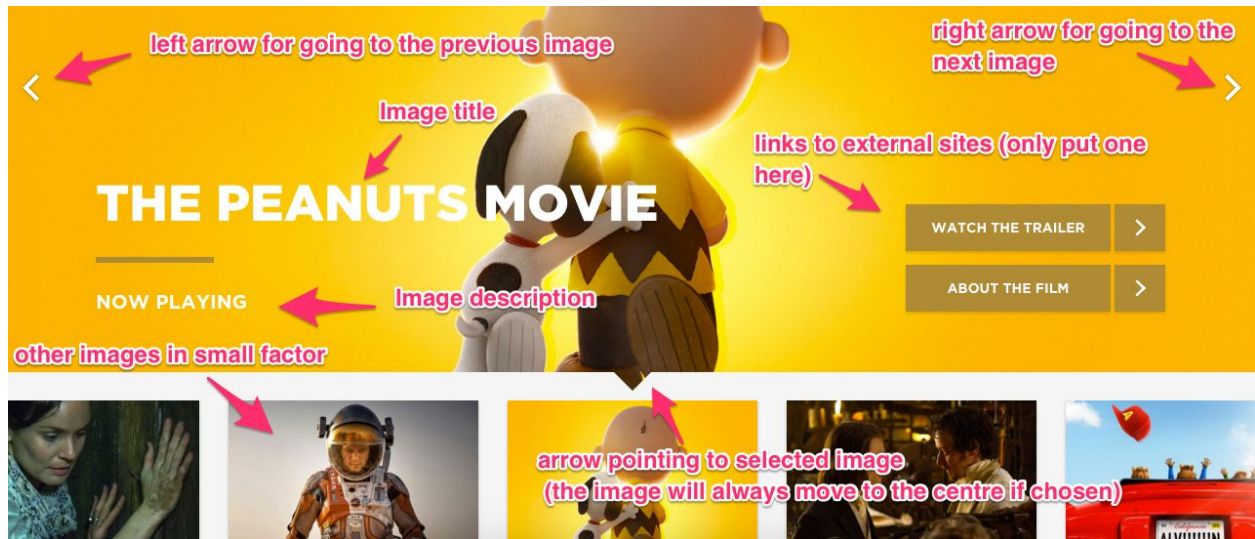 left arrow for going to the previous image
right arrow for going to the
next image
Image title
links to external sites (only put one
here)
THE PEANUTS MOVIE
WATCH THE TRAILER
NOW PLAYING
Image description
ABOUT THE FILM
other images in small factor
arrow pointing to selected image
(the image will always move to the centre if chosen)
A
California